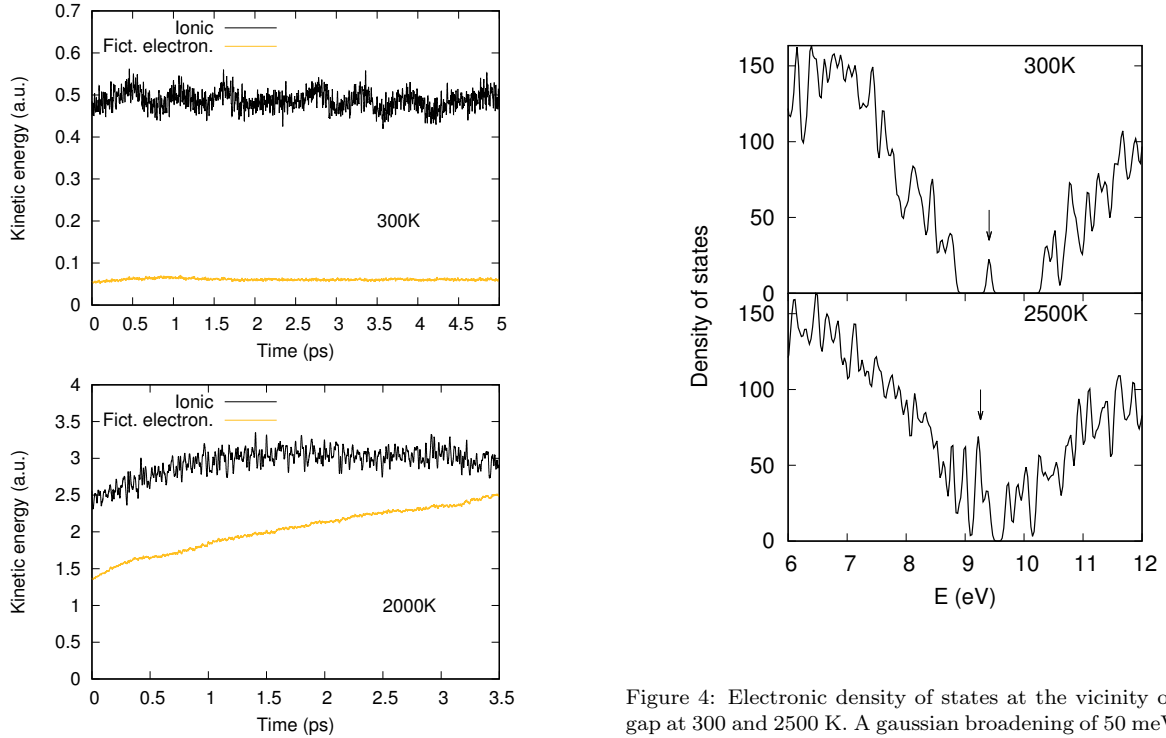 0.7
Ionic
Fict. electron.
0.6
0.5
0.4
0.3
0.2
0.1
0
Kinetic energy (a.u.)
300K
0 0.5 1 1.5 2 2.5 3 3.5 4 4.5 5
Time (ps)
4
Ionic
Fict. electron.
3.5
3
2.5
2
1.5
1
0.5
0
Kinetic energy (a.u.)
2000K
0 0.5 1 1.5 2 2.5 3 3.5
Time (ps)
300K
150
100
50
0
Density of states
2500K
150
100
50
0
6 7 8 9 10 11 12
E (eV)
Figure 4: Electronic density of states at the vicinity o
gap at 300 and 2500 K. A gaussian broadening of 50 meV